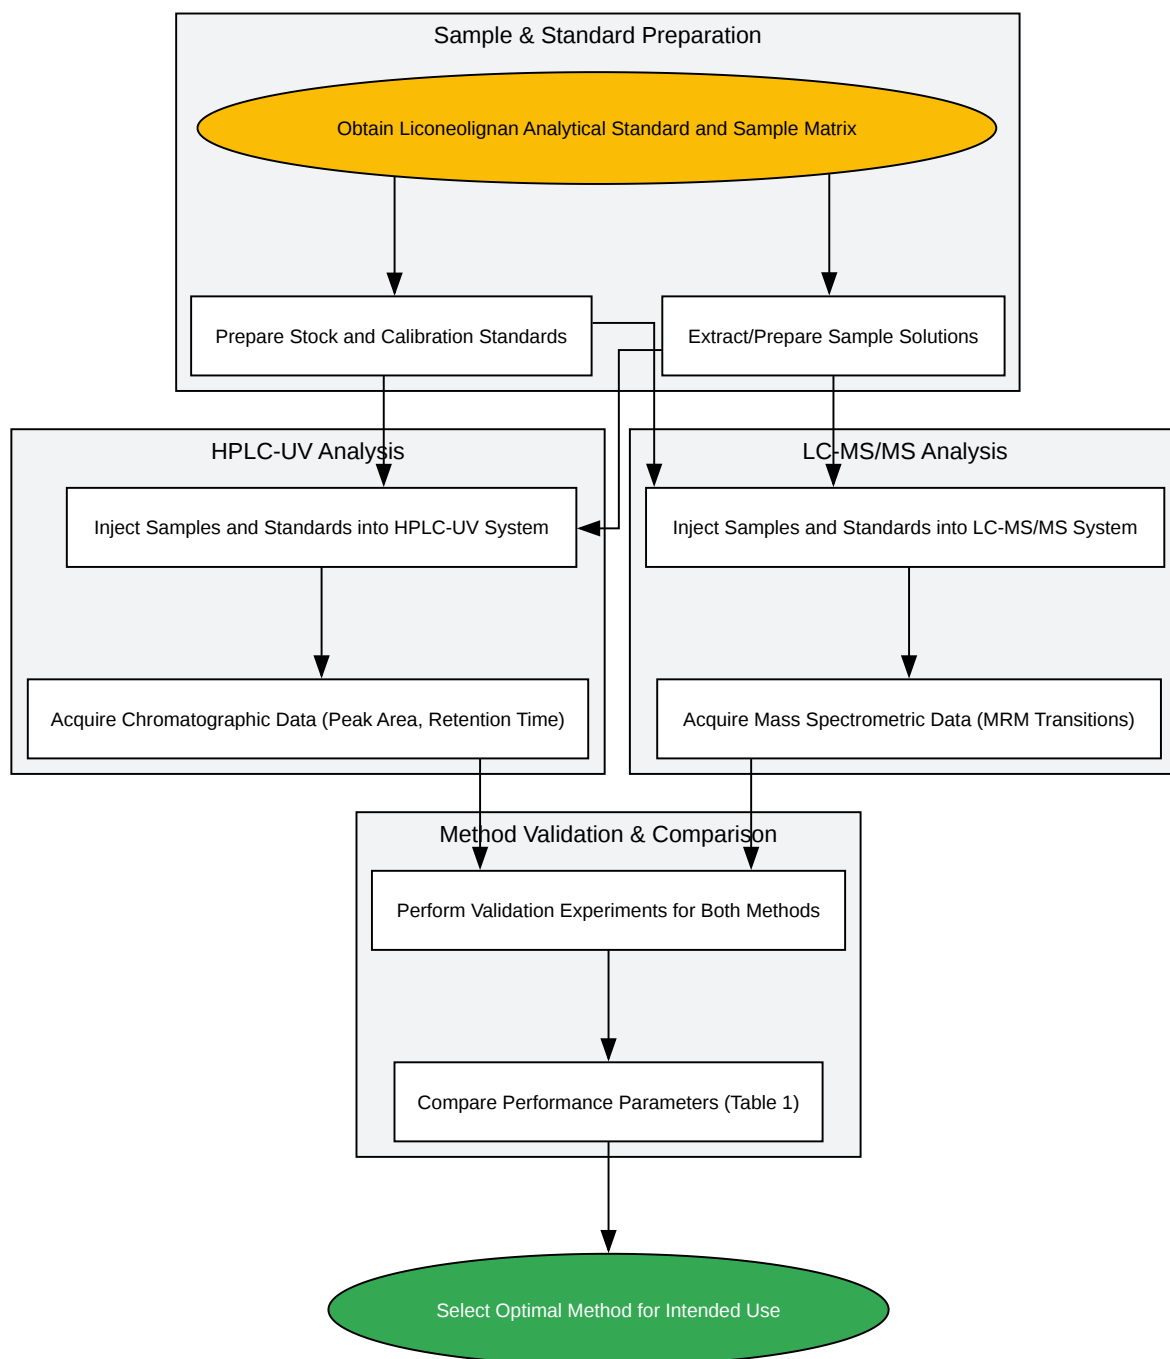 Sample & Standard Preparation
Obtain Liconeolignan Analytical Standard and Sample Matrix
Prepare Stock and Calibration Standards
Extract/Prepare Sample Solutions
HPLC-UV Analysis
LC-MS/MS Analysis
Inject Samples and Standards into HPLC-UV System
Inject Samples and Standards into LC-MS/MS System
Acquire Chromatographic Data (Peak Area, Retention Time)
Acquire Mass Spectrometric Data (MRM Transitions)
Method Validation & Comparison
Perform Validation Experiments for Both Methods
Compare Performance Parameters (Table 1)
Select Optimal Method for Intended Use